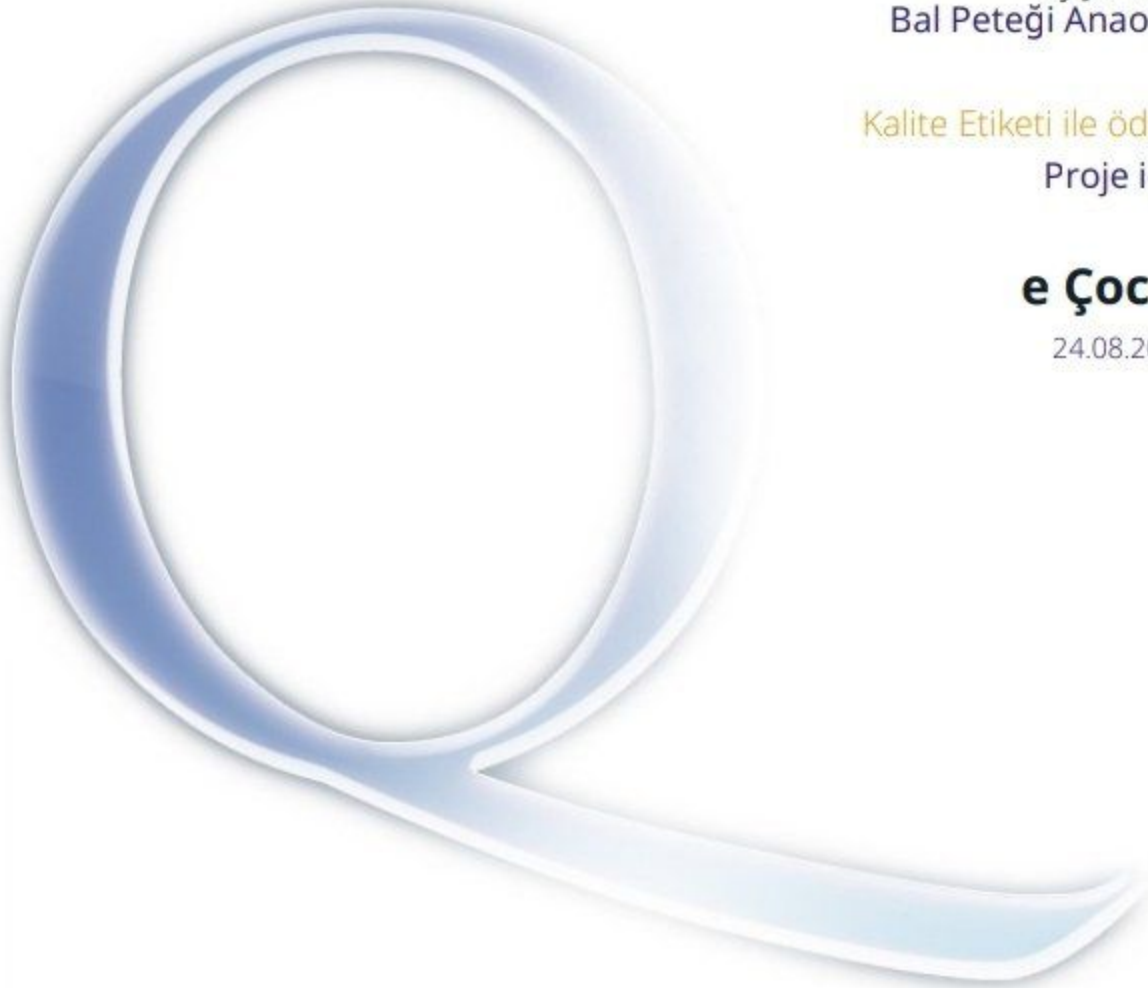 Bal Peteği Anao
Kalite Etiketi ile öd
Proje i
e Çoc
24.08.2
Q